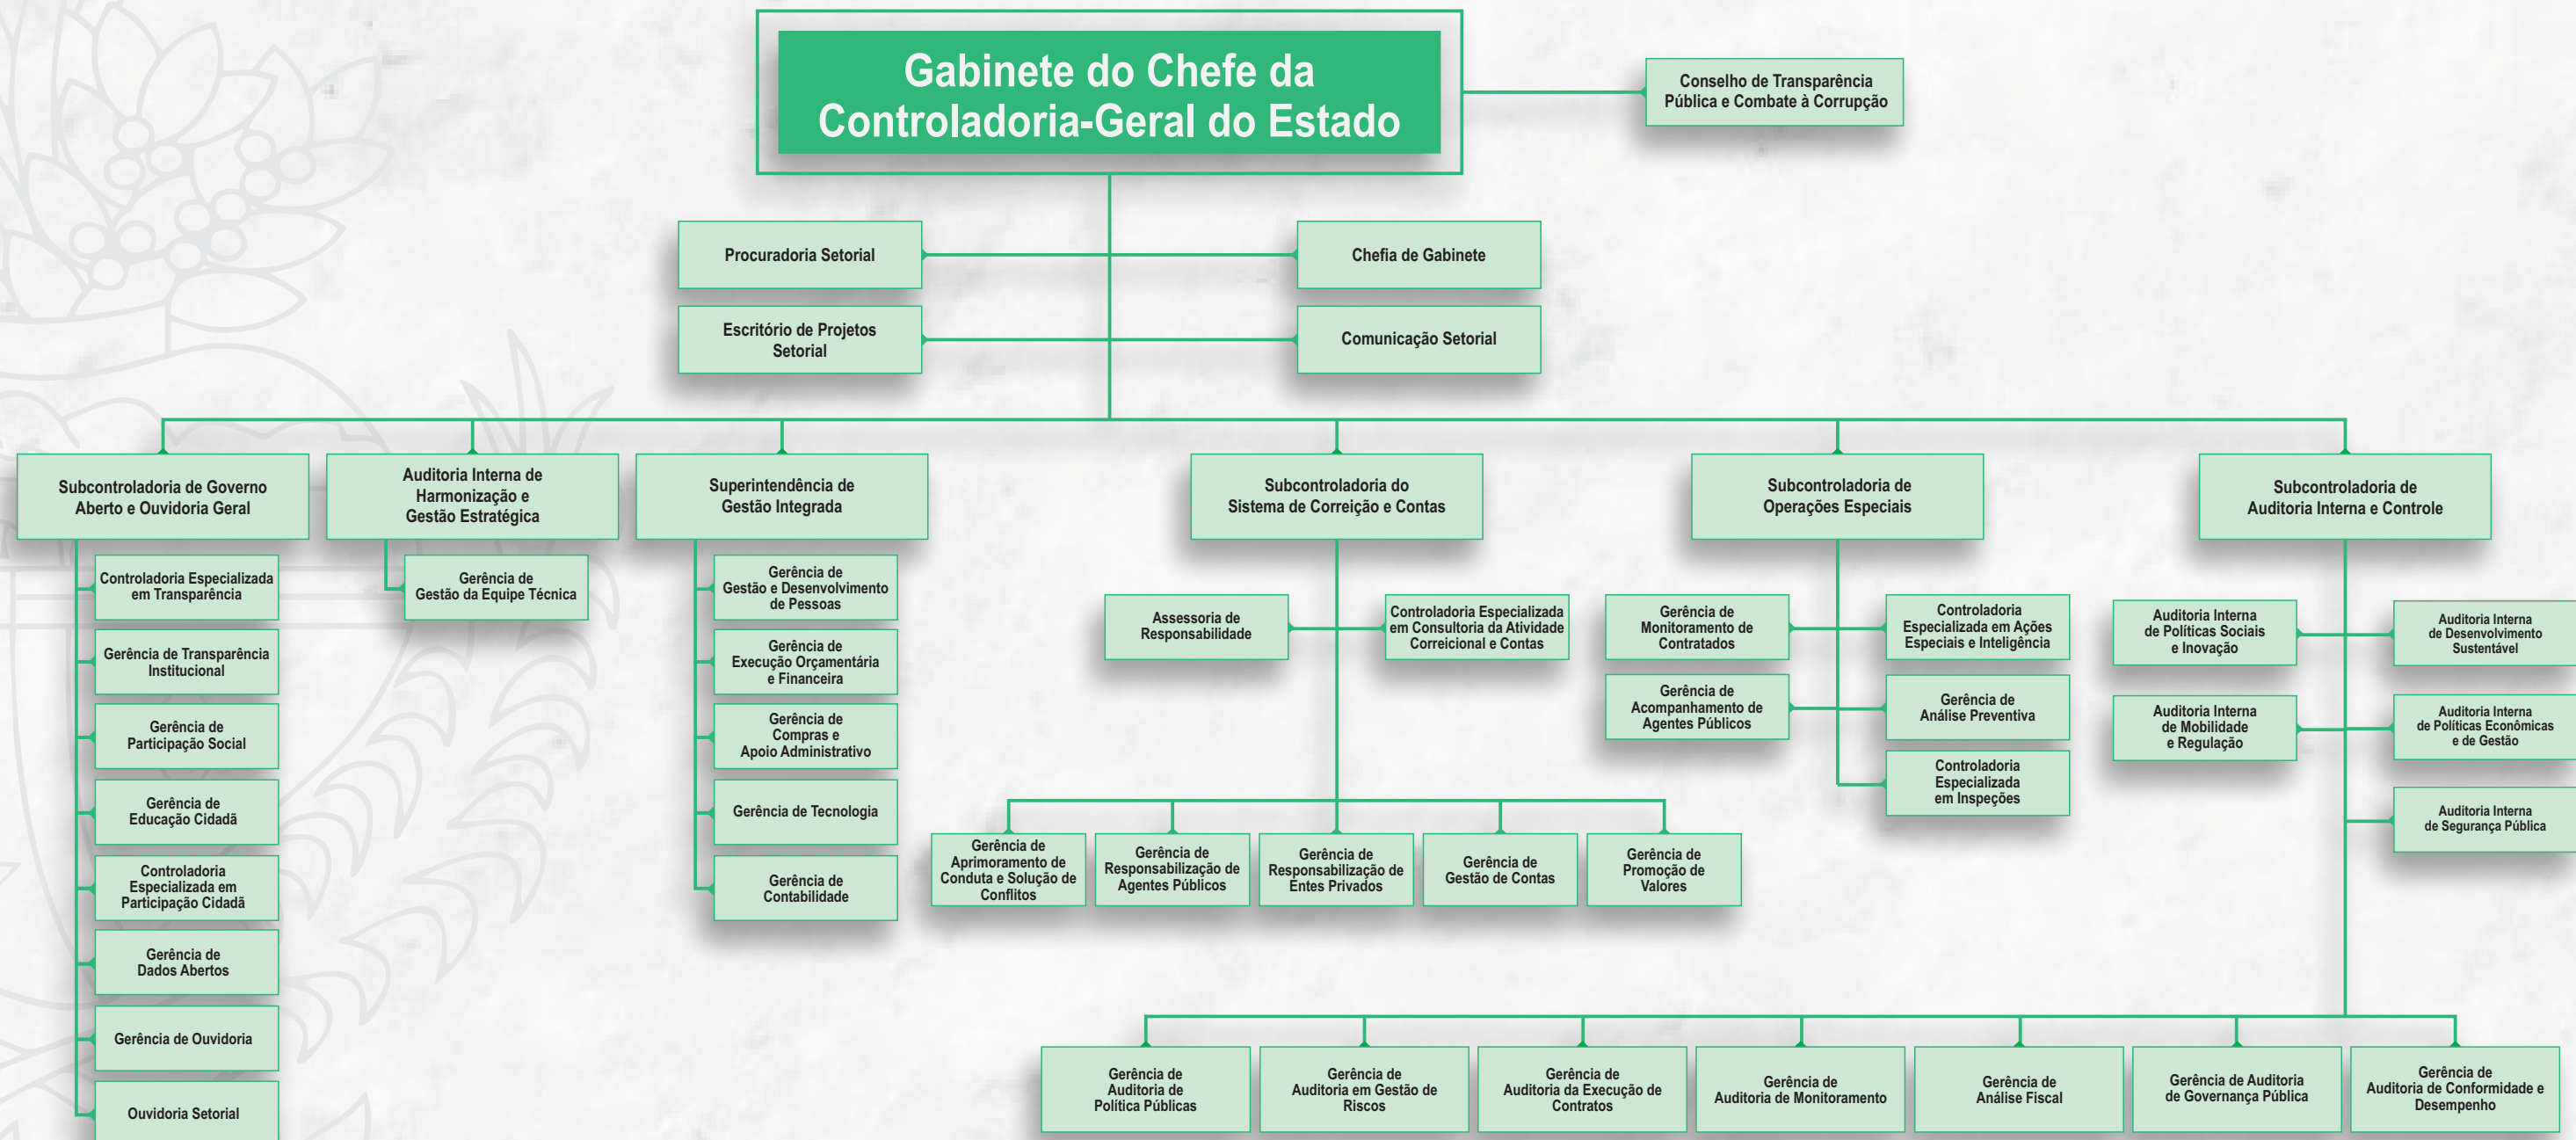 Gabinete do Chefe da
Controladoria-Geral do Estado
Conselho de Transparência
Pública e Combate à Corrupção
Procuradoria Setorial
Chefia de Gabinete
Escritório de Projetos
Setorial
Comunicação Setorial
Subcontroladoria de Governo
Aberto e Ouvidoria Geral
Auditoria Interna de
Harmonização e
Gestão Estratégica
Superintendência de
Gestão Integrada
Subcontroladoria do
Sistema de Correição e Contas
Subcontroladoria de
Operações Especiais
Subcontroladoria de
Auditoria Interna e Controle
Controladoria Especializada
em Transparência
Gerência de Transparência
Institucional
Gerência de
Participação Social
Gerência de
Educação Cidadã
Controladoria
Especializada em
Participação Cidadã
Gerência de
Dados Abertos
Gerência de Ouvidoria
Ouvidoria Setorial
Gerência de
Gestão da Equipe Técnica
Gerência de
Gestão e Desenvolvimento
de Pessoas
Gerência de
Execução Orçamentária
e Financeira
Gerência de
Compras e
Apoio Administrativo
Gerência de Tecnologia
Gerência de
Contabilidade
Assessoria de
Responsabilidade
Controladoria Especializada
em Consultoria da Atividade
Correicional e Contas
Gerência de
Aprimoramento de
Conduta e Solução de
Conflitos
Gerência de
Responsabilização de
Agentes Públicos
Gerência de
Responsabilização de
Entes Privados
Gerência de
Gestão de Contas
Gerência de
Promoção de
Valores
Gerência de
Monitoramento de
Contratados
Controladoria
Especializada em Ações
Especiais e Inteligência
Gerência de
Acompanhamento de
Agentes Públicos
Gerência de
Análise Preventiva
Controladoria
Especializada
em Inspeções
Auditoria Interna
de Políticas Sociais
e Inovação
Auditoria Interna
de Desenvolvimento
Sustentável
Auditoria Interna
de Mobilidade
e Regulação
Auditoria Interna
de Políticas Econômicas
e de Gestão
Auditoria Interna
de Segurança Pública
Gerência de
Auditoria de
Política Públicas
Gerência de
Auditoria em Gestão de
Riscos
Gerência de
Auditoria da Execução de
Contratos
Gerência de
Auditoria de Monitoramento
Gerência de
Análise Fiscal
Gerência de Auditoria
de Governança Pública
Gerência de
Auditoria de Conformidade e
Desempenho